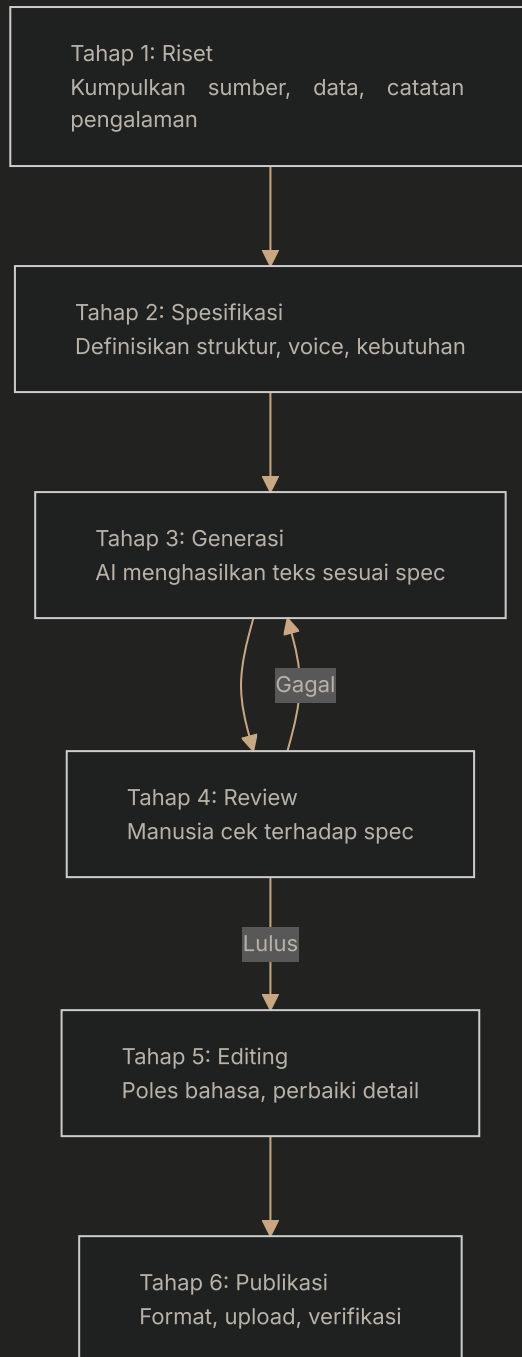 Tahap 1: Riset
Kumpulkan sumber, data, catatan
pengalaman
Tahap 2: Spesifikasi
Definisikan struktur, voice, kebutuhan
Tahap 3: Generasi
AI menghasilkan teks sesuai spec
Gagal
Tahap 4: Review
Manusia cek terhadap spec
Lulus
Tahap 5: Editing
Poles bahasa, perbaiki detail
Tahap 6: Publikasi
Format, upload, verifikasi